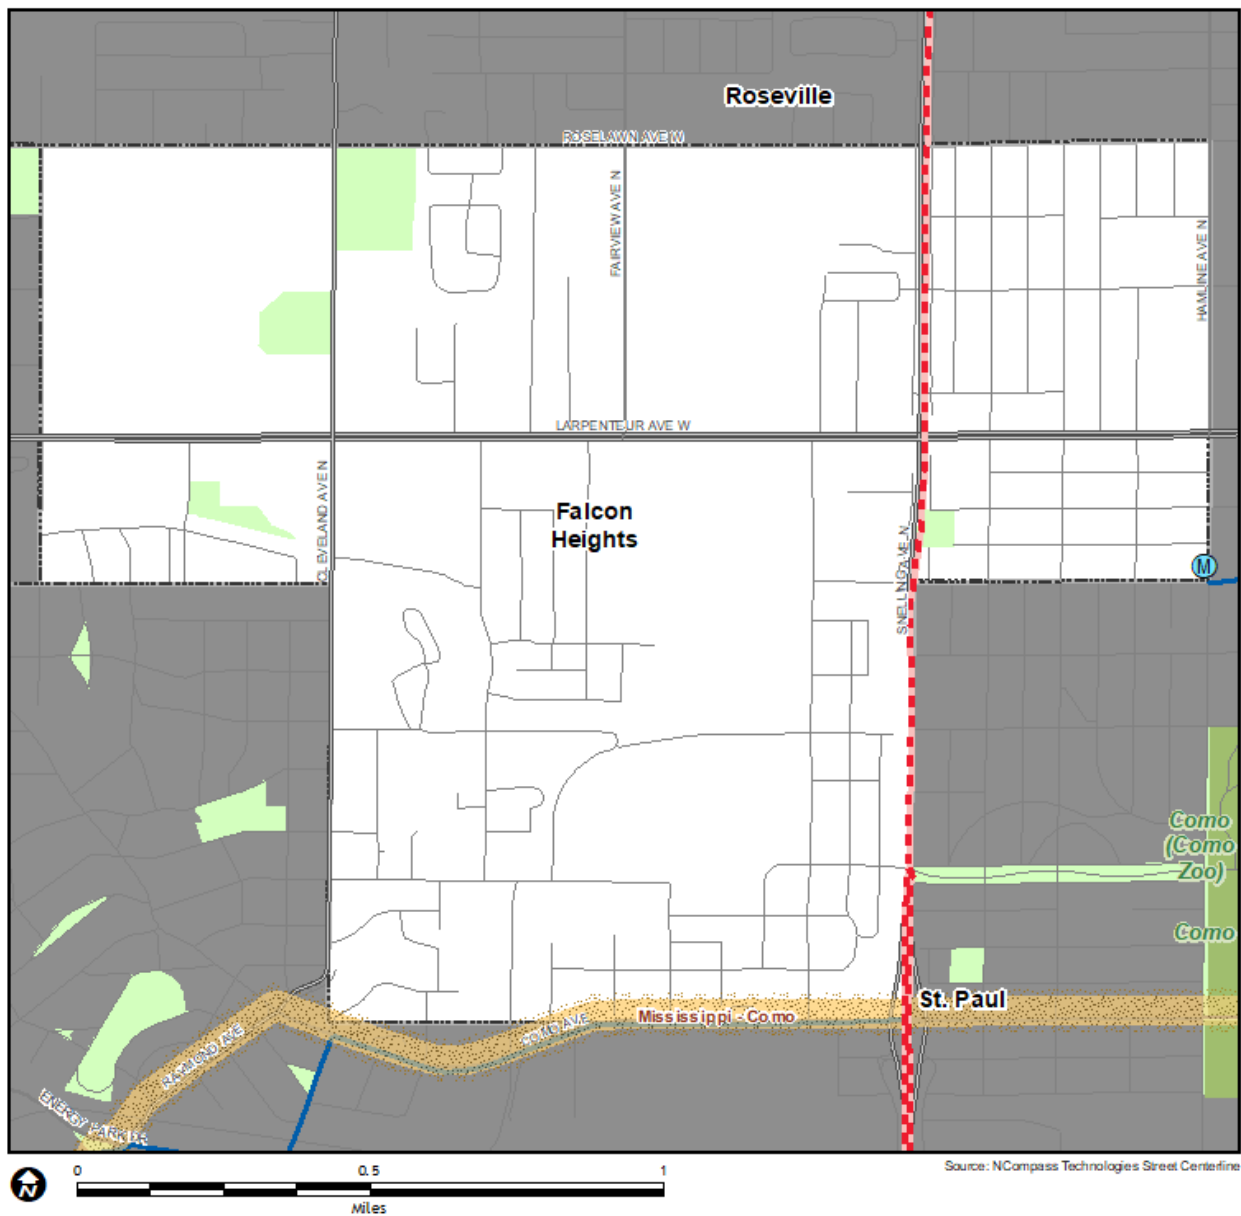 Roseville
ROSELAWN AVE W
FAIRVIEW AVE N
HAMLINE AVE N
LARPENTEUR AVE W
CLEVELAND AVE N
Falcon
Heights
SNELLING AVE N
M
Como
(Como
Zoo)
Como
St. Paul
Mississippi - Como
COMO AVE
RAYMOND AVE
ENERGY PARK DR
N
0
0.5
1
Miles
Source: NCompass Technologies Street Centerline